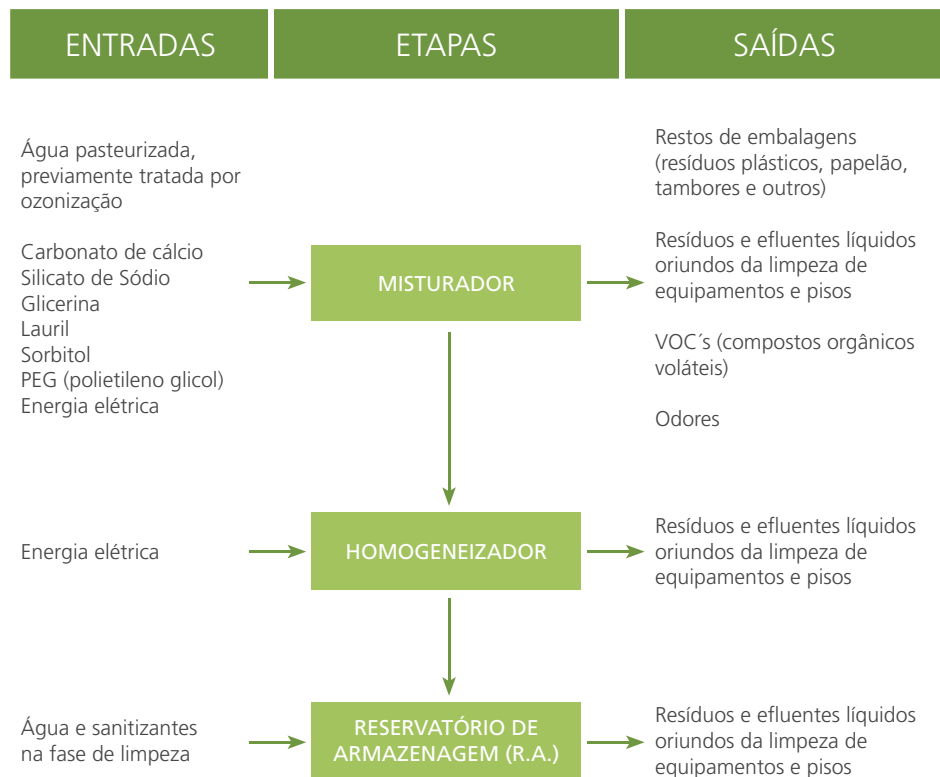 ENTRADAS
ETAPAS
SAÍDAS
Água pasteurizada,
previamente tratada por
ozonização
Carbonato de cálcio
Silicato de Sódio
Glicerina
Lauril
Sorbitol
PEG (polietileno glicol)
Energia elétrica
MISTURADOR
Restos de embalagens
(resíduos plásticos, papelão,
tambores e outros)
Resíduos e efluentes líquidos
oriundos da limpeza de
equipamentos e pisos
VOC´s (compostos orgânicos
voláteis)
Odores
Energia elétrica
HOMOGENEIZADOR
Resíduos e efluentes líquidos
oriundos da limpeza de
equipamentos e pisos
Água e sanitizantes
na fase de limpeza
RESERVATÓRIO DE
ARMAZENAGEM (R.A.)
Resíduos e efluentes líquidos
oriundos da limpeza de
equipamentos e pisos